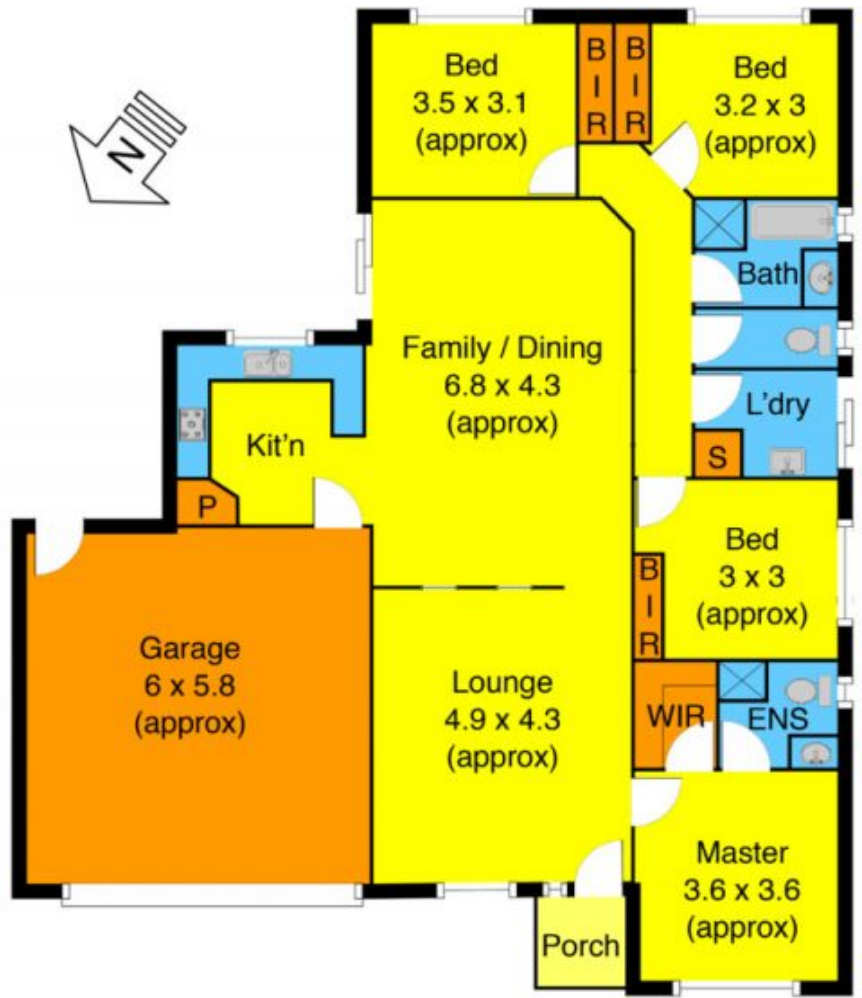 Bed
3.5 x 3.1
(approx)
B
I
R
B
I
R
Bed
3.2 x 3
(approx)
N
Bath
Family / Dining
6.8 x 4.3
(approx)
L'dry
S
Kit'n
P
Bed
3 x 3
(approx)
B
I
R
Garage
6 x 5.8
(approx)
Lounge
4.9 x 4.3
(approx)
WIR
ENS
Master
3.6 x 3.6
(approx)
Porch